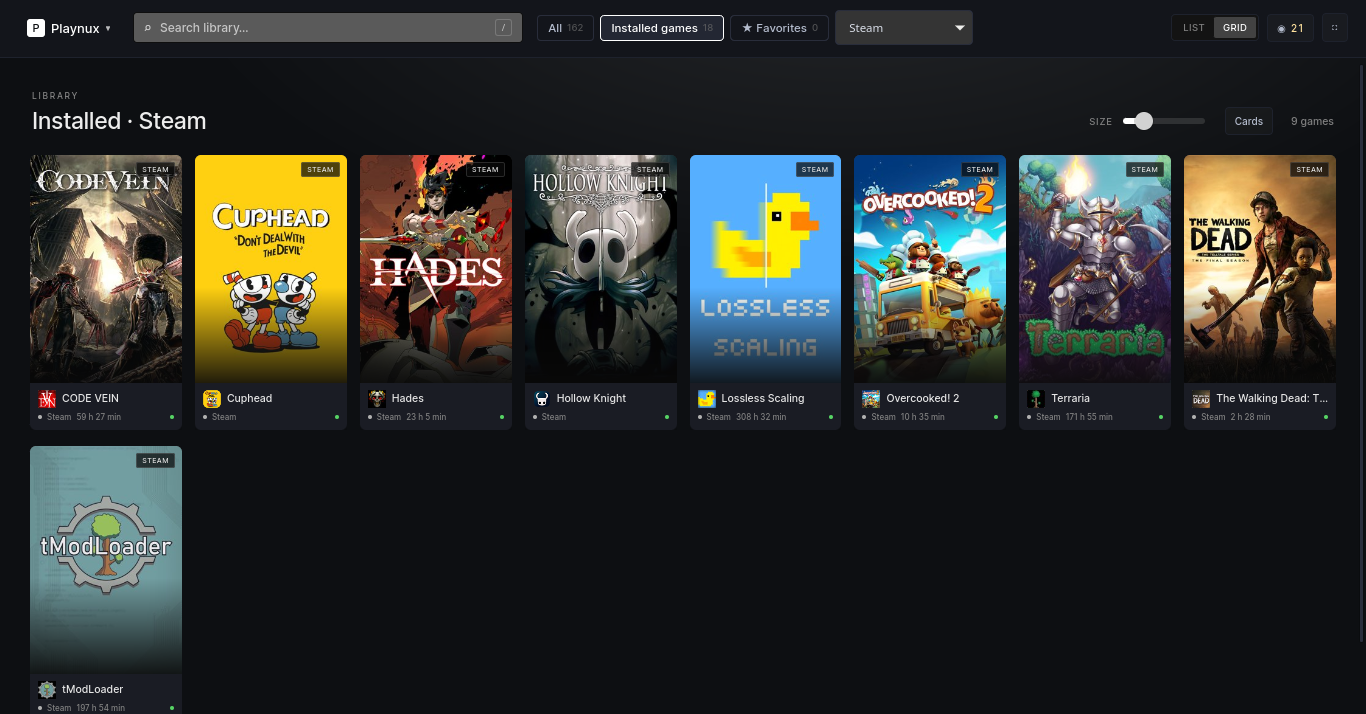 P Playnux ▾
Search library...
/
All 162
Installed games 18
★ Favorites 0
Steam
LIST GRID
21
LIBRARY
Installed · Steam
SIZE
Cards
9 games
STEAM
CODE VEIN
CODE VEIN
Steam 59 h 27 min
STEAM
CUPHEAD
"DON'T DEAL WITH
THE DEVIL"
Cuphead
Steam
STEAM
HADES
Hades
Steam 23 h 5 min
STEAM
HOLLOW KNIGHT
Hollow Knight
Steam
STEAM
LOSSLESS
SCALING
Lossless Scaling
Steam 308 h 32 min
STEAM
OVERCOOKED! 2
Overcooked! 2
Steam 10 h 35 min
STEAM
Terraria
Terraria
Steam 171 h 55 min
STEAM
THE WALKING
DEAD
THE TELLTALE SERIES
THE FINAL SEASON
The Walking Dead: T...
Steam 2 h 28 min
STEAM
tModLoader
tModLoader
Steam 197 h 54 min